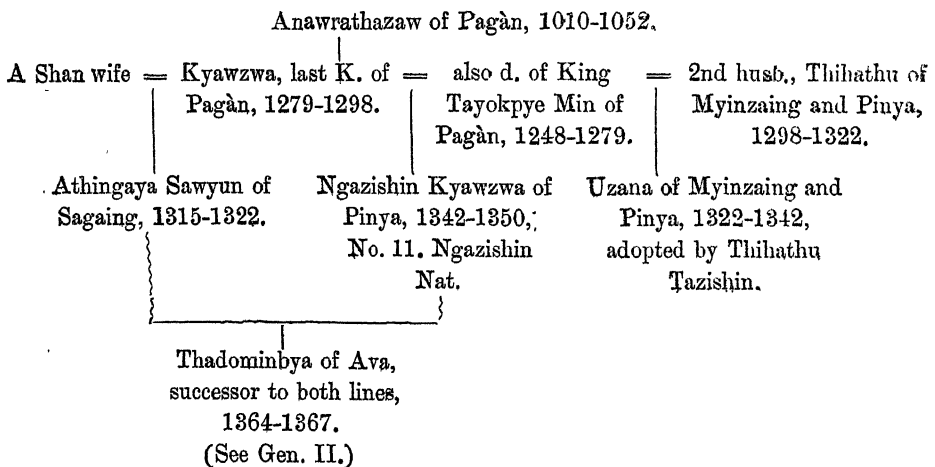 Anawrathazaw of Pagàn, 1010-1052.
A Shan wife = Kyawzwa, last K. of = also d. of King = 2nd husb., Thihathu of
Pagàn, 1279-1298. Tayokpye Min of Myinzaing and Pinya,
Pagàn, 1248-1279. 1298-1322.
Athingaya Sawyun of Ngazishin Kyawzwa of Uzana of Myinzaing and
Sagaing, 1315-1322. Pinya, 1342-1350, Pinya, 1322-1342,
No. 11. Ngazishin adopted by Thihathu
Nat. Tazishin.
Thadominbya of Ava,
successor to both lines,
1364-1367.
(See Gen. II.)